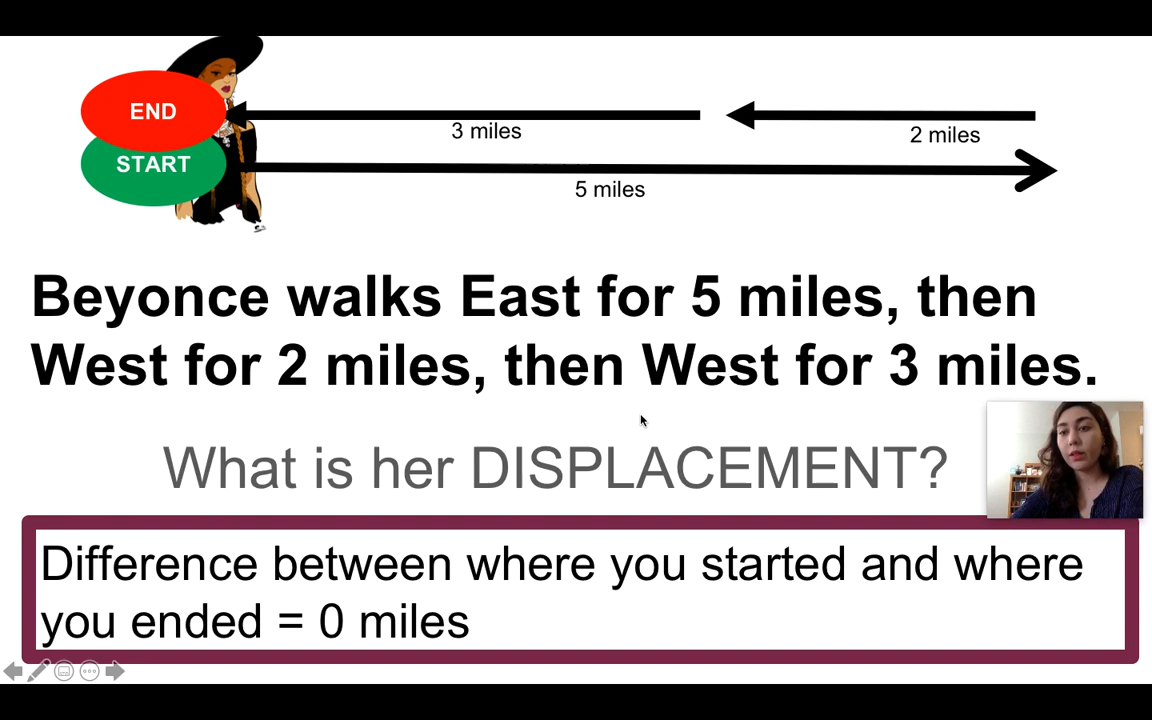 END
3 miles
2 miles
START
5 miles
Beyonce walks East for 5 miles, then
West for 2 miles, then West for 3 miles.
What is her DISPLACEMENT?
Difference between where you started and where
you ended = 0 miles